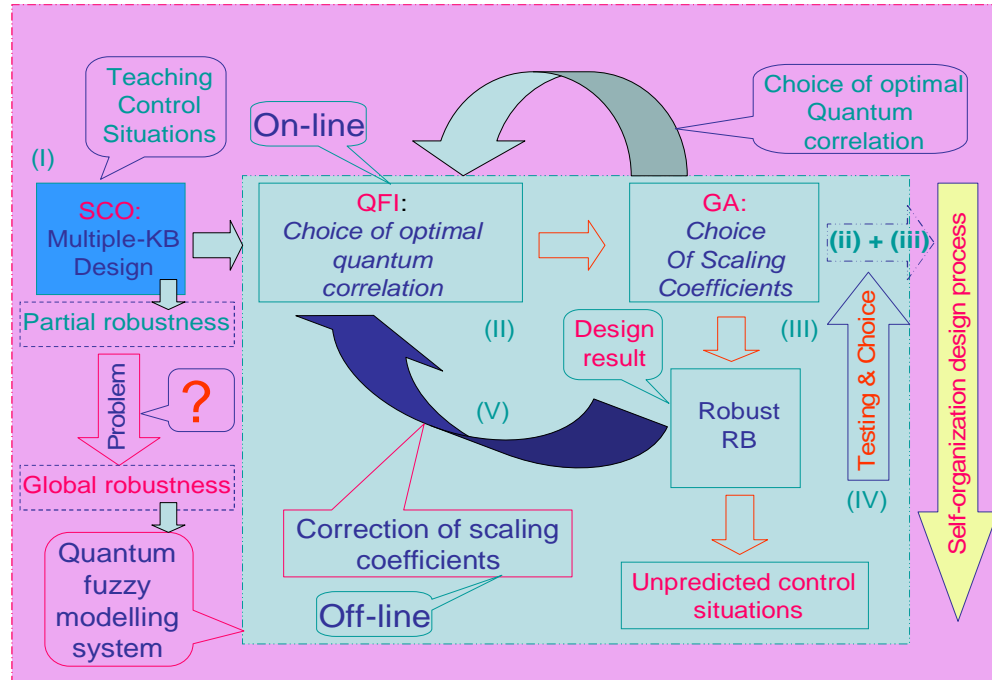 Teaching
Control
Situations
(I)
SCO:
Multiple-KB
Design
Partial robustness
Problem
?
Global robustness
Quantum
fuzzy
modelling
system
On-line
QFI:
Choice of optimal
quantum
correlation
(II)
Choice of optimal
Quantum
correlation
GA:
Choice
Of Scaling
Coefficients
(ii) + (iii)
(III)
Design
result
Robust
RB
(V)
Correction of scaling
coefficients
Off-line
Unpredicted control
situations
Testing & Choice
(IV)
Self-organization design process